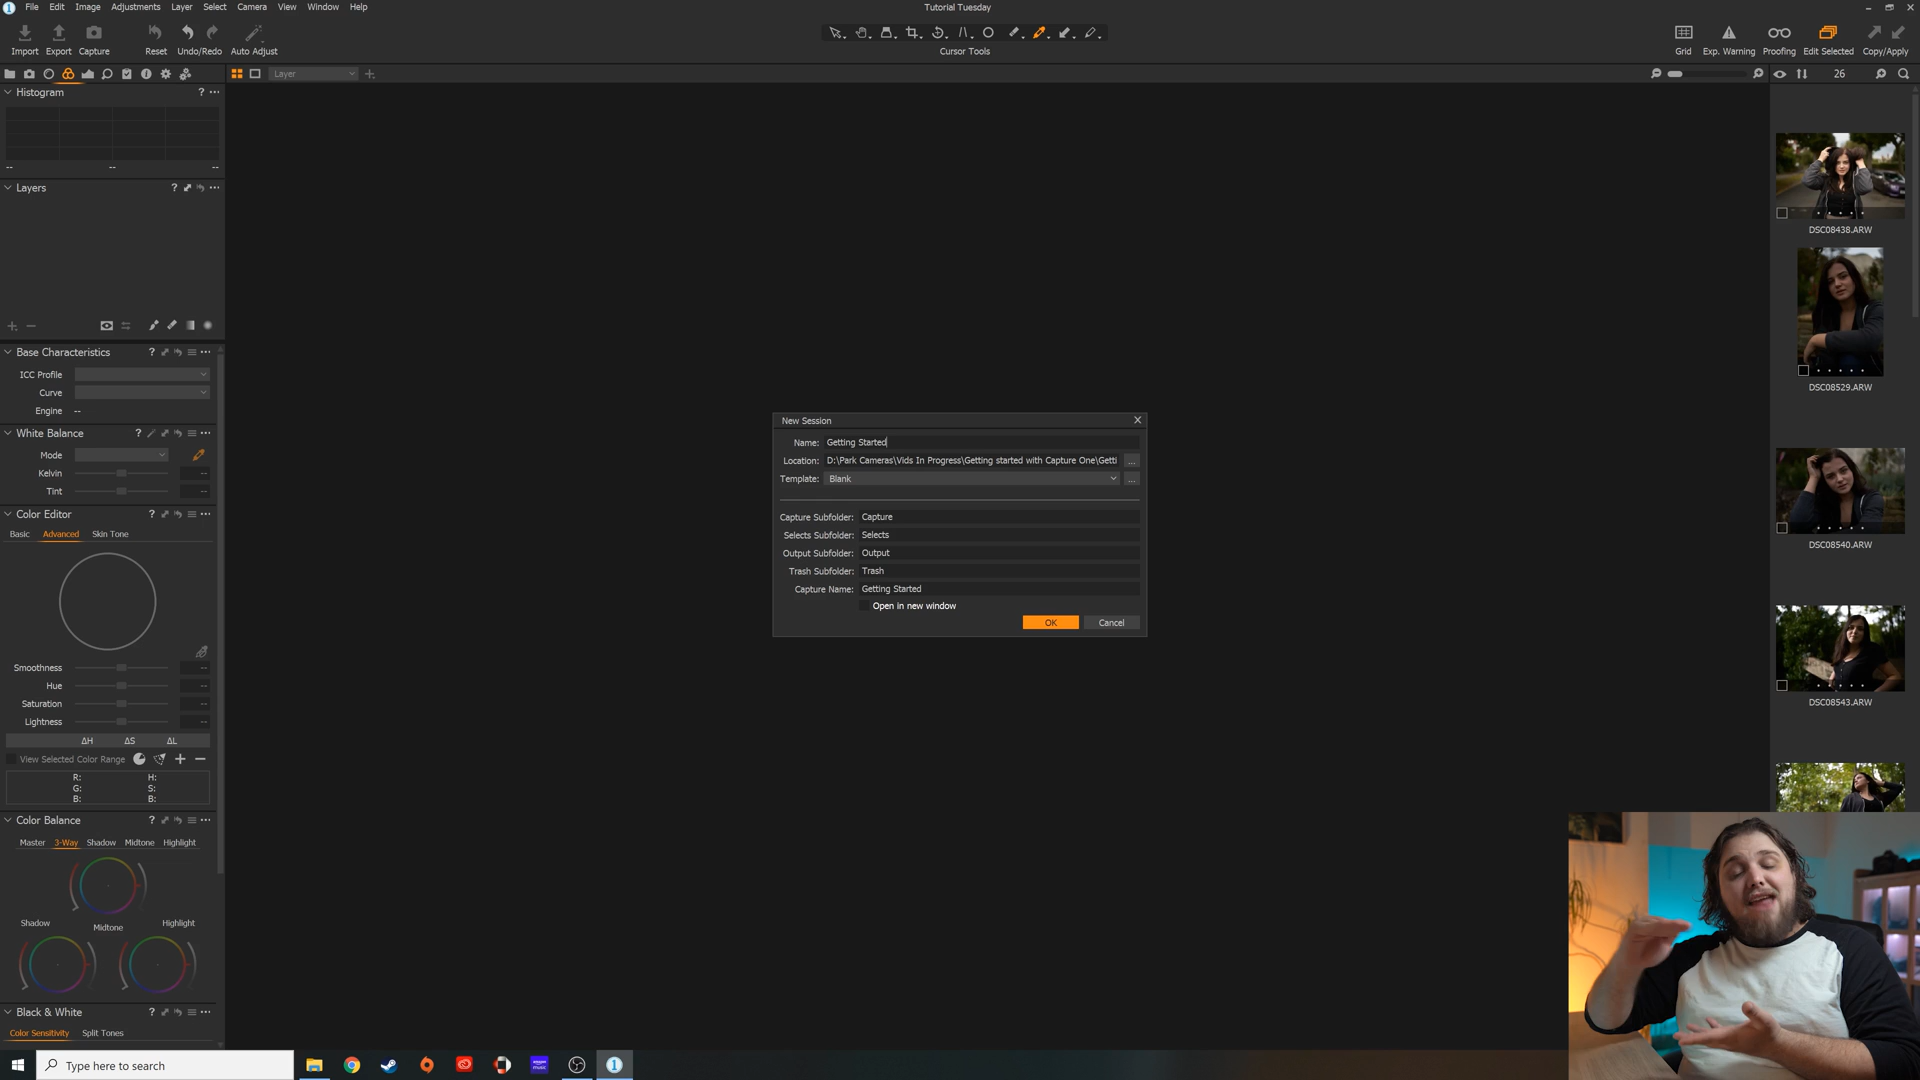 File Edit Image Adjustments Layer Select Camera View Window Help
Tutorial Tuesday
Import Export Capture Reset Undo/Redo Auto Adjust
Cursor Tools
Grid Exp. Warning Proofing Edit Selected Copy/Apply
Layer
26
Histogram ? ...
-- -- --
Layers ?
Base Characteristics ?
ICC Profile
Curve
Engine --
White Balance ?
Mode
Kelvin --
Tint --
Color Editor ?
Basic Advanced Skin Tone
Smoothness --
Hue --
Saturation --
Lightness --
ΔH ΔS ΔL
View Selected Color Range
R: H:
G: S:
B: B:
Color Balance ?
Master 3-Way Shadow Midtone Highlight
Shadow Midtone Highlight
Black & White ?
Color Sensitivity Split Tones
New Session
Name: Getting Started
Location: D:\Park Cameras\Vids In Progress\Getting started with Capture One\Getti ...
Template: Blank ...
Capture Subfolder: Capture
Selects Subfolder: Selects
Output Subfolder: Output
Trash Subfolder: Trash
Capture Name: Getting Started
Open in new window
OK Cancel
DSC08438.ARW
DSC08529.ARW
DSC08540.ARW
DSC08543.ARW
Type here to search